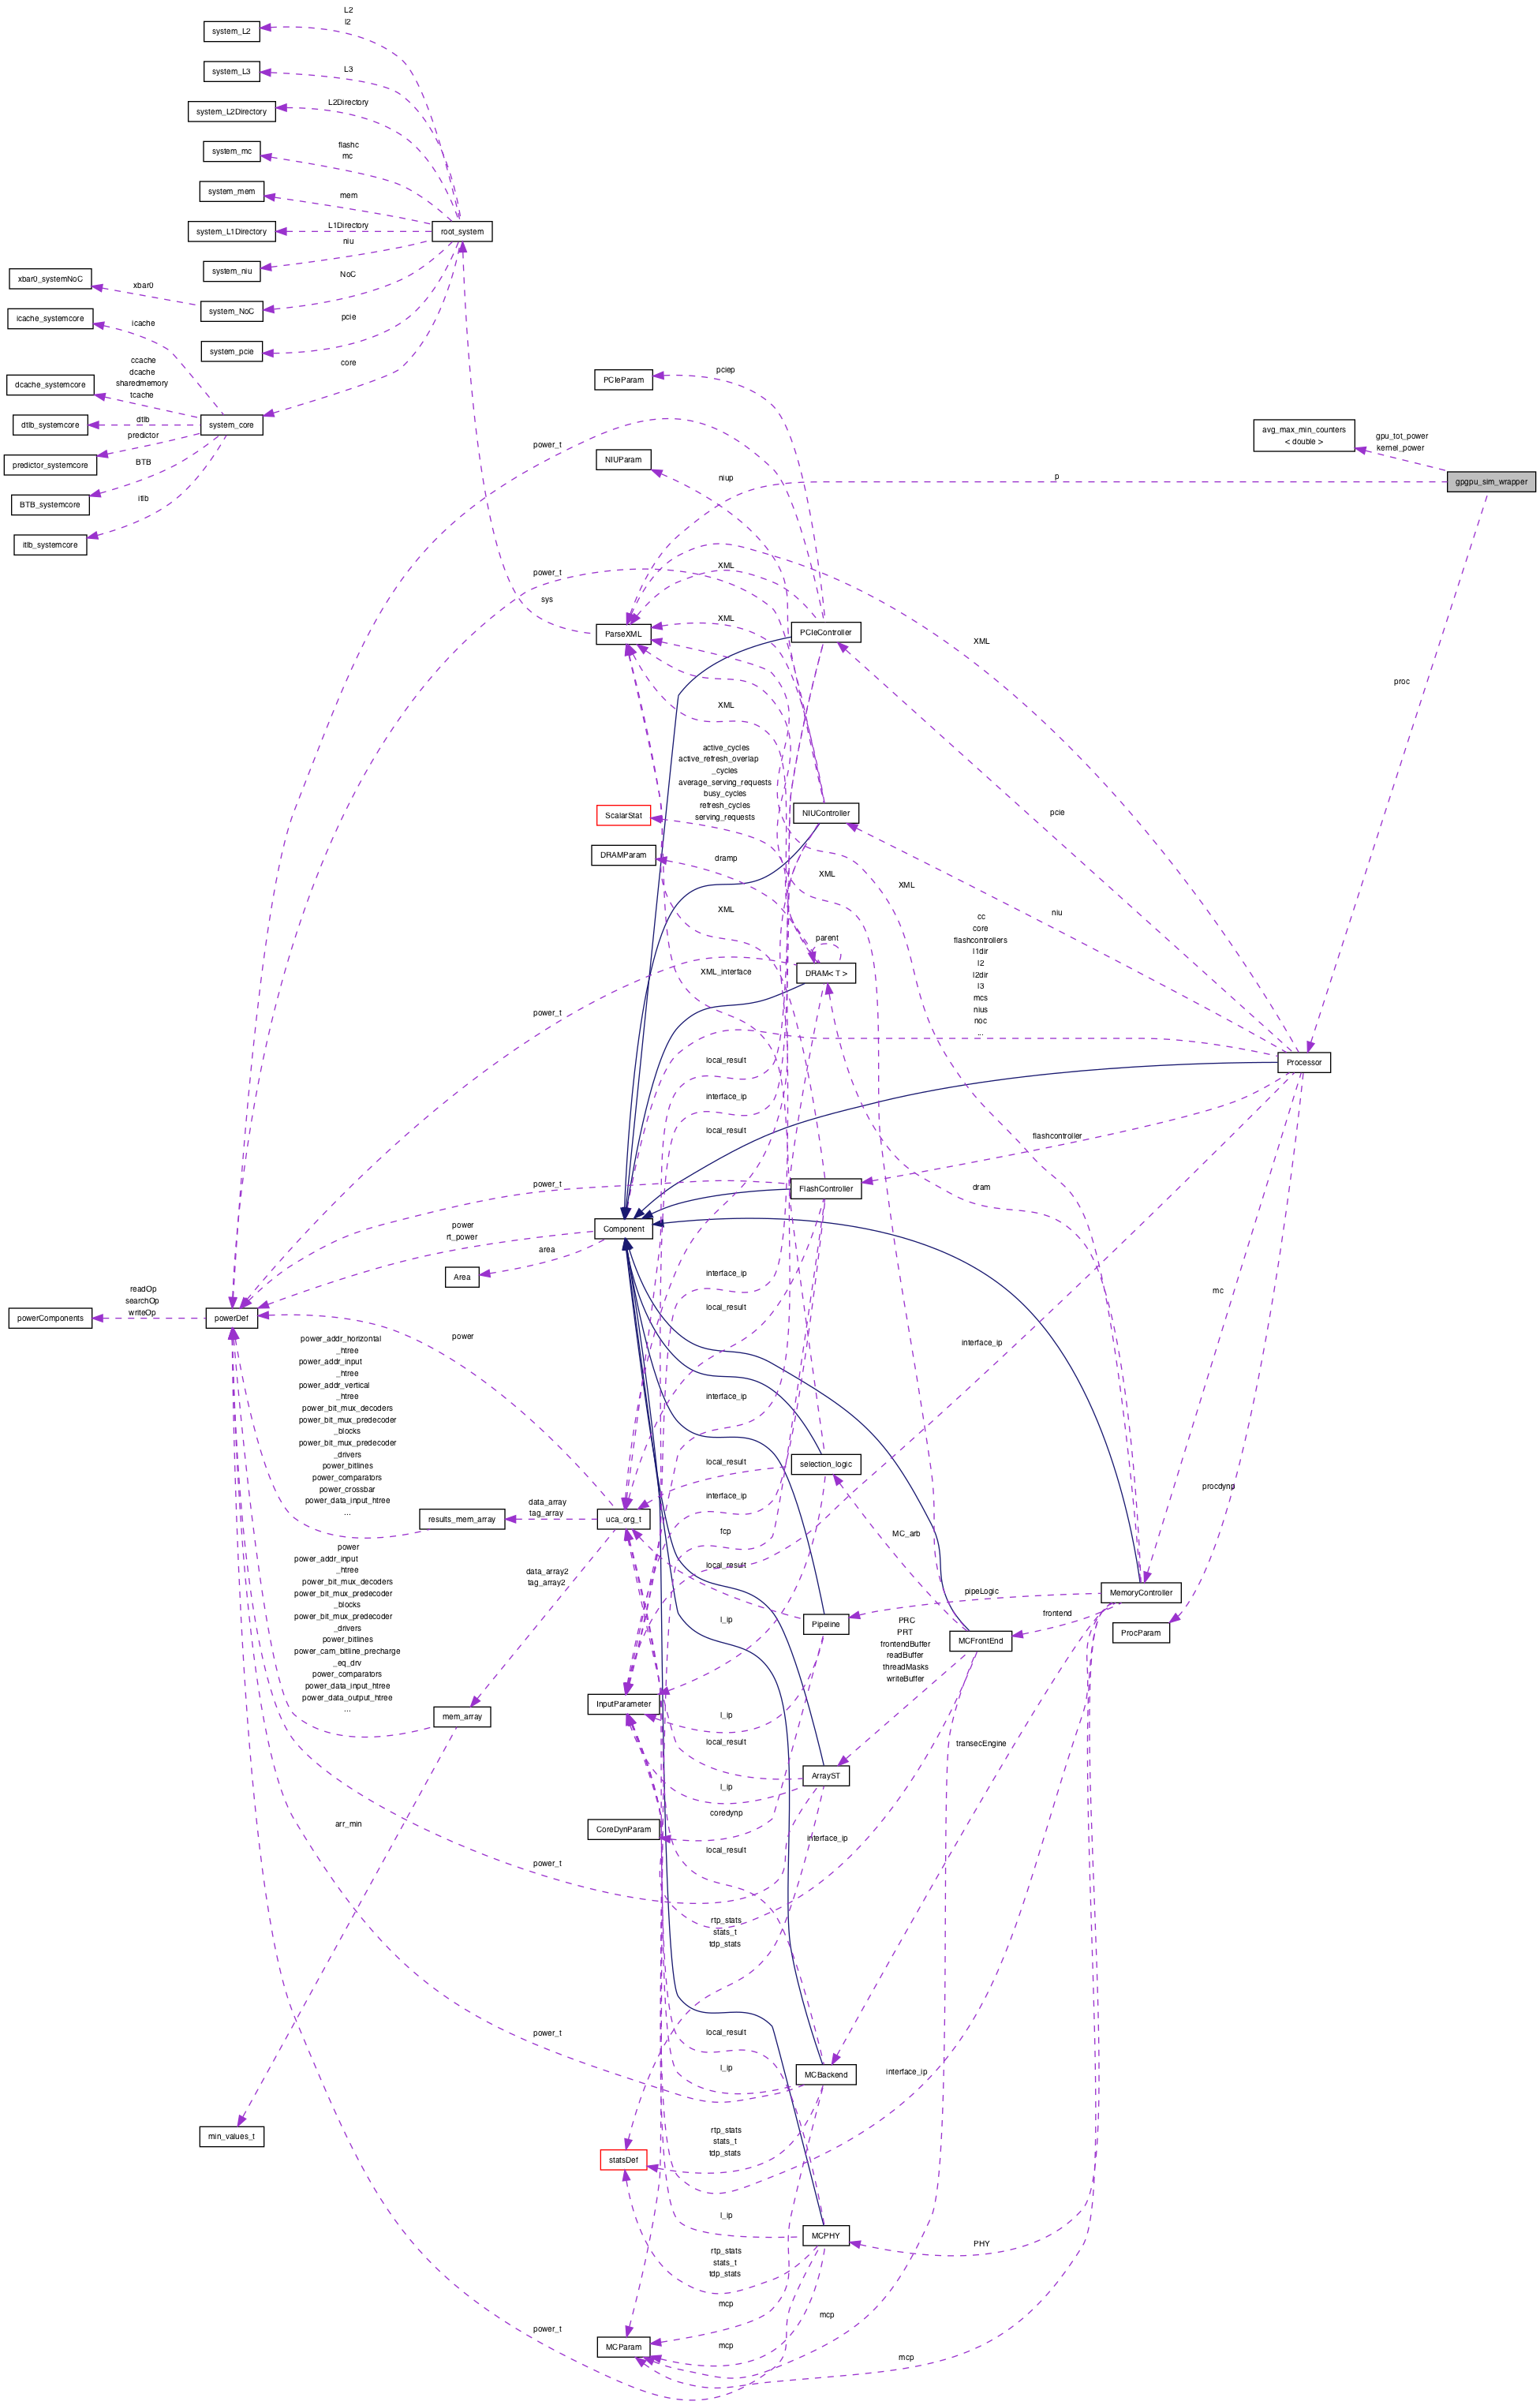 L2
l2
system_L2
L3
system_L3
L2Directory
system_L2Directory
flashc
mc
system_mc
mem
system_mem
L1Directory
system_L1Directory
root_system
niu
system_niu
xbar0_systemNoC
xbar0
NoC
system_NoC
icache_systemcore
icache
pcie
system_pcie
core
ccache
dcache
sharedmemory
tcache
dcache_systemcore
dtlb
dtlb_systemcore
system_core
predictor
predictor_systemcore
BTB
BTB_systemcore
itlb
itlb_systemcore
PCIeParam
pciep
power_t
NIUParam
niup
avg_max_min_counters
< double >
gpu_tot_power
kernel_power
gpgpu_sim_wrapper
p
power_t
XML
sys
XML
ParseXML
PCIeController
XML
proc
XML
active_cycles
active_refresh_overlap
_cycles
average_serving_requests
busy_cycles
refresh_cycles
serving_requests
ScalarStat
NIUController
pcie
DRAMParam
dramp
XML
XML
XML
niu
cc
core
flashcontrollers
l1dir
l2
l2dir
l3
mcs
nius
noc
...
parent
DRAM< T >
XML_interface
power_t
local_result
Processor
interface_ip
local_result
flashcontroller
power_t
FlashController
dram
power
rt_power
Component
area
Area
interface_ip
local_result
mc
readOp
searchOp
writeOp
powerComponents
powerDef
power
interface_ip
power_addr_horizontal
_htree
power_addr_input
_htree
power_addr_vertical
_htree
power_bit_mux_decoders
power_bit_mux_predecoder
_blocks
power_bit_mux_predecoder
_drivers
power_bitlines
power_comparators
power_crossbar
power_data_input_htree
...
interface_ip
local_result
selection_logic
procdynp
interface_ip
data_array
tag_array
results_mem_array
uca_org_t
fcp
MC_arb
power
power_addr_input
_htree
power_bit_mux_decoders
power_bit_mux_predecoder
_blocks
power_bit_mux_predecoder
_drivers
power_bitlines
power_cam_bitline_precharge
_eq_drv
power_comparators
power_data_input_htree
power_data_output_htree
...
data_array2
tag_array2
local_result
pipeLogic
MemoryController
l_ip
Pipeline
PRC
PRT
frontendBuffer
readBuffer
threadMasks
writeBuffer
frontend
MCFrontEnd
ProcParam
InputParameter
mem_array
l_ip
local_result
transecEngine
ArrayST
l_ip
arr_min
CoreDynParam
coredynp
interface_ip
local_result
power_t
rtp_stats
stats_t
tdp_stats
local_result
power_t
l_ip
MCBackend
interface_ip
min_values_t
rtp_stats
stats_t
tdp_stats
statsDef
l_ip
MCPHY
PHY
rtp_stats
stats_t
tdp_stats
mcp
mcp
power_t
MCParam
mcp
mcp